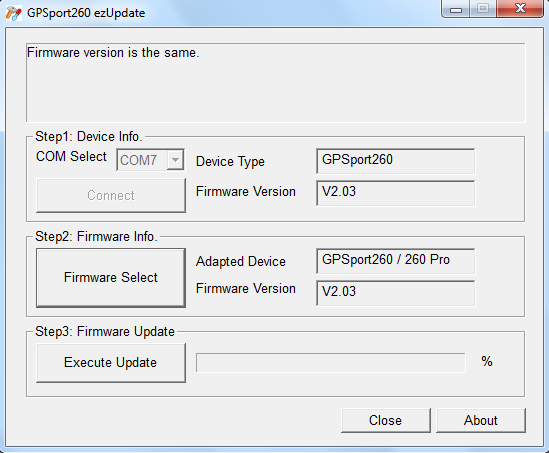 GPSport260 ezUpdate
Firmware version is the same.
Step1: Device Info.
COM Select COM7 Device Type GPSport260
Connect Firmware Version V2.03
Step2: Firmware Info.
Firmware Select Adapted Device GPSport260 / 260 Pro
Firmware Version V2.03
Step3: Firmware Update
Execute Update %
Close About